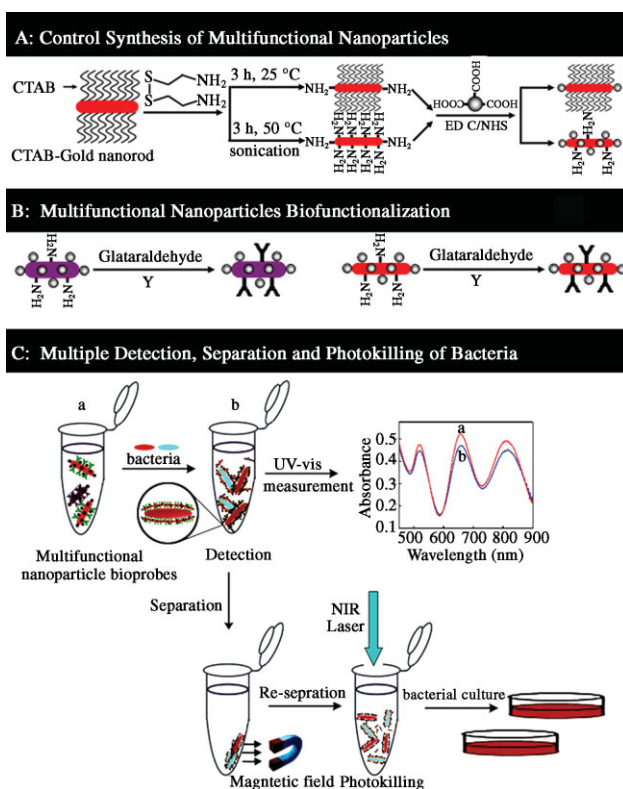 A: Control Synthesis of Multifunctional Nanoparticles
CTAB
CTAB-Gold nanorod
S
S
NH2
NH2
3 h, 25 °C
3 h, 50 °C
sonication
NH2
NH2
NH2
H2N H2N H2N H2N
NH2
H2N H2N H2N H2N
COOH
HOOC
COOH
ED C/NHS
H2N
H2N
H2N
B: Multifunctional Nanoparticles Biofunctionalization
H2N
H2N
H2N
Glataraldehyde
Y
H2N
H2N
H2N
Glataraldehyde
Y
C: Multiple Detection, Separation and Photokilling of Bacteria
a
b
bacteria
UV-vis
measurement
Multifunctional
nanoparticle bioprobes
Detection
Absorbance
0.5
0.4
0.3
0.2
0.1
a
b
500 600 700 800 900
Wavelength (nm)
Separation
NIR
Laser
Re-sepration
bacterial culture
Magntetic field
Photokilling